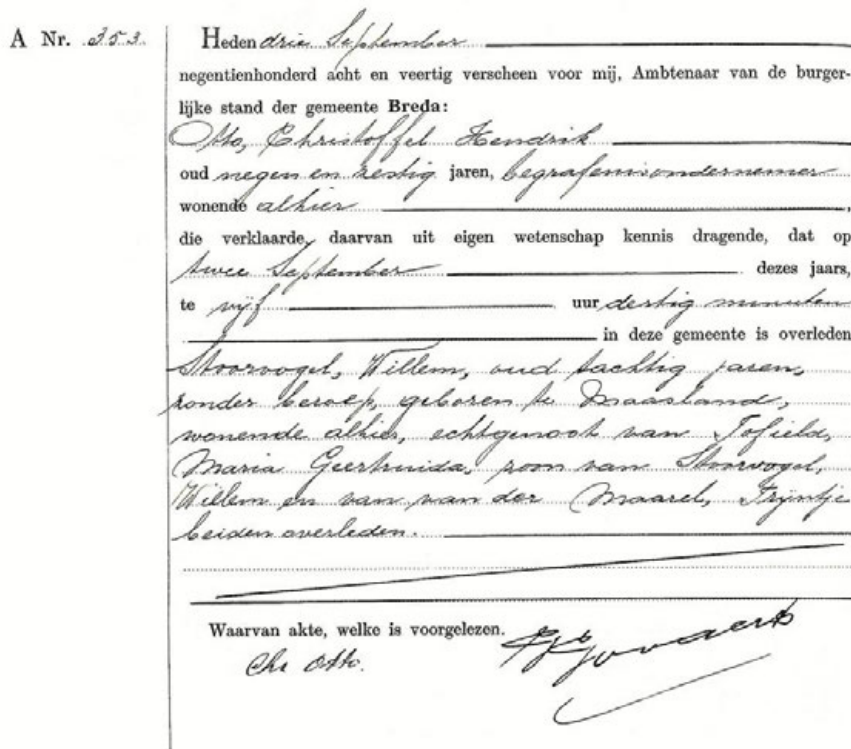 A Nr. 353.
Heden drie September
negentienhonderd acht en veertig verscheen voor mij, Ambtenaar van de burger-
lijke stand der gemeente Breda:
Otto, Christoffel Hendrik
oud negen en zestig jaren, begrafenisondernemer
wonende alhier,
die verklaarde, daarvan uit eigen wetenschap kennis dragende, dat op
twee September dezes jaars,
te vijf uur dertig minuten
in deze gemeente is overleden
Stoorvogel, Willem, oud tachtig jaren,
zonder beroep, geboren te Maasland,
wonende alhier, echtgenoot van Tofield,
Maria Geertruida, zoon van Stoorvogel,
Willem en van van der Maarel, Trijntje
beiden overleden.
Waarvan akte, welke is voorgelezen.
Chr Otto.